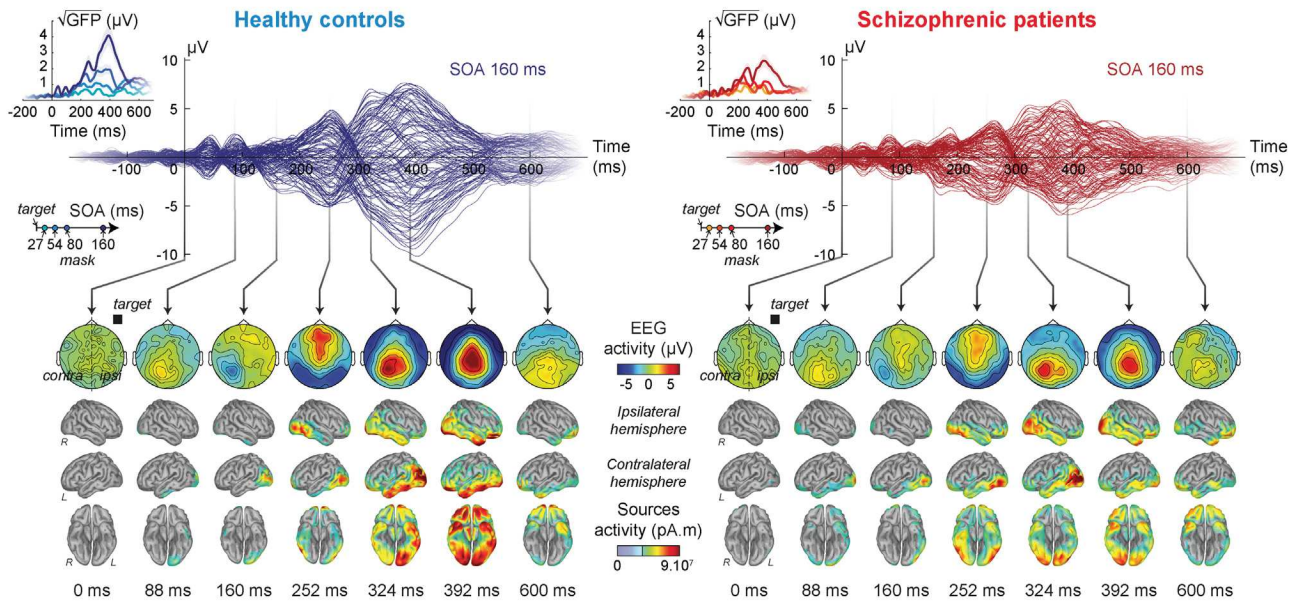 Healthy controls
√GFP (µV)
4
3
2
1
-200 0 200 400 600
Time (ms)
µV
10
5
0
-5
-10
SOA 160 ms
-100 100 200 300 400 500 600
Time
(ms)
target
SOA (ms)
27 54 80 160
mask
target
contra ipsi
R
L
R L
0 ms 88 ms 160 ms 252 ms 324 ms 392 ms 600 ms
EEG
activity (µV)
-5 0 5
Ipsilateral
hemisphere
Contralateral
hemisphere
Sources
activity (pA.m)
0 9.10⁷
Schizophrenic patients
√GFP (µV)
4
3
2
1
-200 0 200 400 600
Time (ms)
µV
10
5
0
-5
-10
SOA 160 ms
-100 100 200 300 400 500 600
Time
(ms)
target
SOA (ms)
27 54 80 160
mask
target
contra ipsi
R
L
R L
0 ms 88 ms 160 ms 252 ms 324 ms 392 ms 600 ms